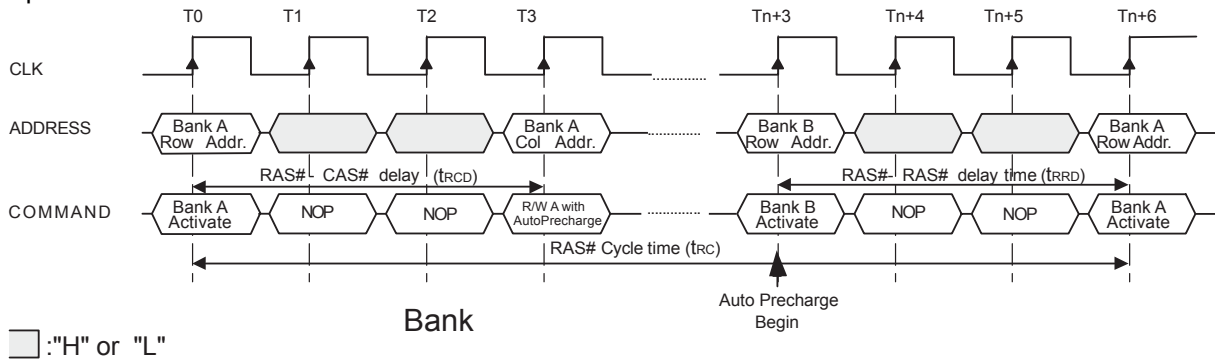 T0 T1 T2 T3 Tn+3 Tn+4 Tn+5 Tn+6
CLK
ADDRESS
Bank A
Row Addr.
Bank A
Col Addr.
Bank B
Row Addr.
Bank A
Row Addr.
RAS# - CAS# delay (tRCD)
RAS# - RAS# delay time (tRRD)
COMMAND
Bank A
Activate
NOP
NOP
R/W A with
AutoPrecharge
Bank B
Activate
NOP
NOP
Bank A
Activate
RAS# Cycle time (tRC)
Auto Precharge
Begin
Bank
:"H" or "L"